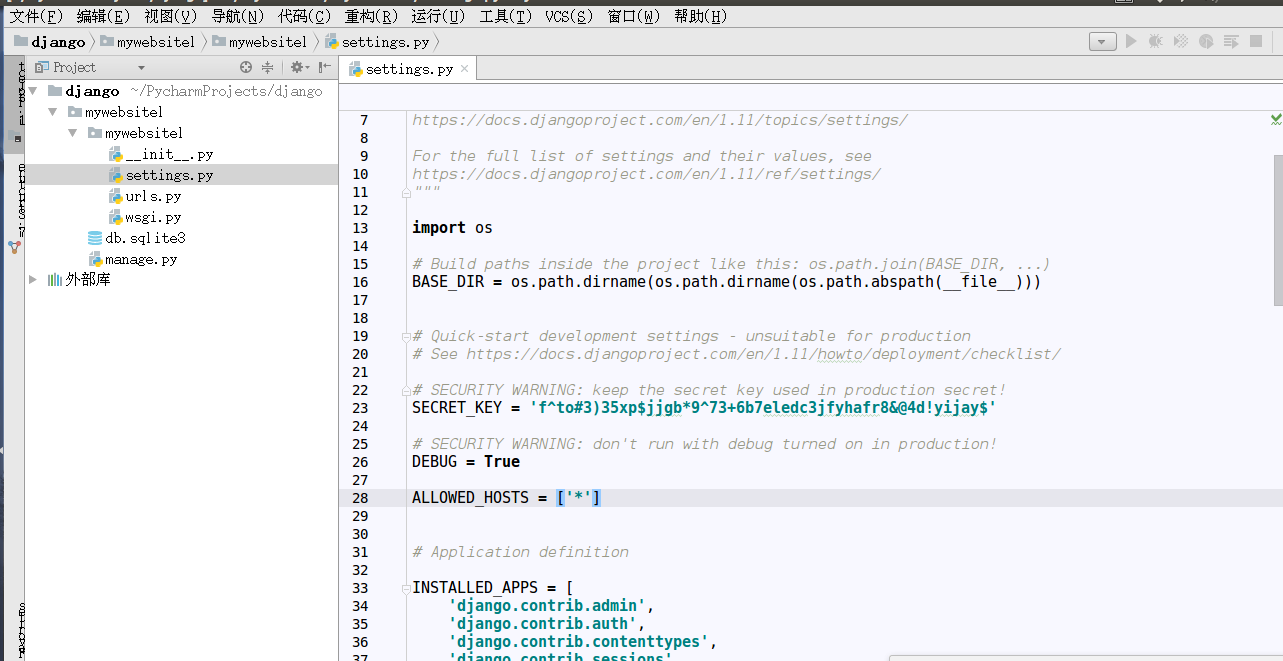 文件(F) 编辑(E) 视图(V) 导航(N) 代码(C) 重构(R) 运行(U) 工具(T) VCS(S) 窗口(W) 帮助(H)
django mywebsitel mywebsitel settings.py
Project
settings.py
django ~/PycharmProjects/django
mywebsitel
mywebsitel
__init__.py
settings.py
urls.py
wsgi.py
db.sqlite3
manage.py
外部库
7 https://docs.djangoproject.com/en/1.11/topics/settings/
8
9 For the full list of settings and their values, see
10 https://docs.djangoproject.com/en/1.11/ref/settings/
11 """
12
13 import os
14
15 # Build paths inside the project like this: os.path.join(BASE_DIR, ...)
16 BASE_DIR = os.path.dirname(os.path.dirname(os.path.abspath(__file__)))
17
18
19 # Quick-start development settings - unsuitable for production
20 # See https://docs.djangoproject.com/en/1.11/howto/deployment/checklist/
21
22 # SECURITY WARNING: keep the secret key used in production secret!
23 SECRET_KEY = 'f^to#3)35xp$jjgb*9^73+6b7eledc3jfyhafr8&@4d!yijay$'
24
25 # SECURITY WARNING: don't run with debug turned on in production!
26 DEBUG = True
27
28 ALLOWED_HOSTS = ['*']
29
30
31 # Application definition
32
33 INSTALLED_APPS = [
34 'django.contrib.admin',
35 'django.contrib.auth',
36 'django.contrib.contenttypes',
37 'django.contrib.sessions'